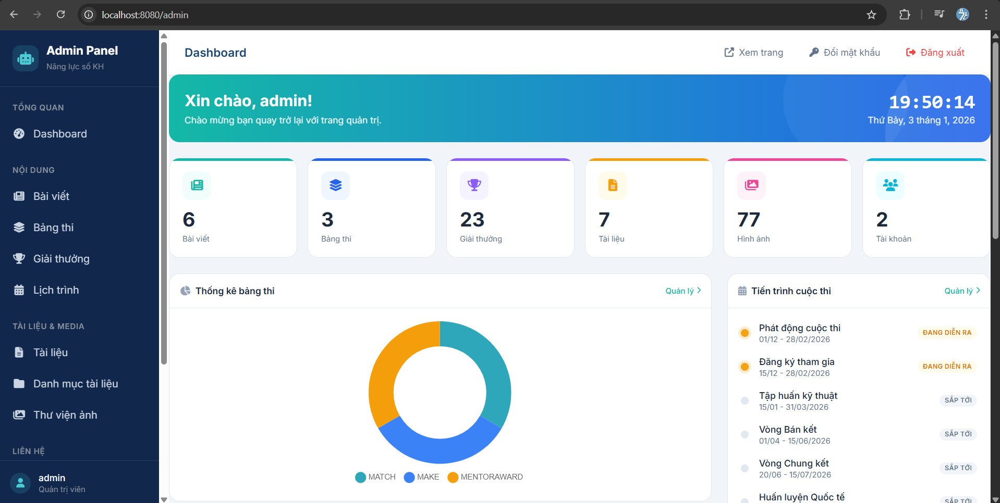 localhost:8080/admin
Admin Panel
Năng lực số KH
TỔNG QUAN
Dashboard
NỘI DUNG
Bài viết
Bảng thi
Giải thưởng
Lịch trình
TÀI LIỆU & MEDIA
Tài liệu
Danh mục tài liệu
Thư viện ảnh
LIÊN HỆ
admin
Quản trị viên
Dashboard
Xem trang
Đổi mật khẩu
Đăng xuất
Xin chào, admin!
Chào mừng bạn quay trở lại với trang quản trị.
19:50:14
Thứ Bảy, 3 tháng 1, 2026
6
Bài viết
3
Bảng thi
23
Giải thưởng
7
Tài liệu
77
Hình ảnh
2
Tài khoản
Thống kê bảng thi
Quản lý
MATCH MAKE MENTORAWARD
Tiến trình cuộc thi
Quản lý
Phát động cuộc thi
01/12 - 28/02/2026
ĐANG DIỄN RA
Đăng ký tham gia
15/12 - 28/02/2026
ĐANG DIỄN RA
Tập huấn kỹ thuật
15/01 - 31/03/2026
SẮP TỚI
Vòng Bán kết
01/04 - 15/06/2026
SẮP TỚI
Vòng Chung kết
20/06 - 15/07/2026
SẮP TỚI
Huấn luyện Quốc tế
SẮP TỚI